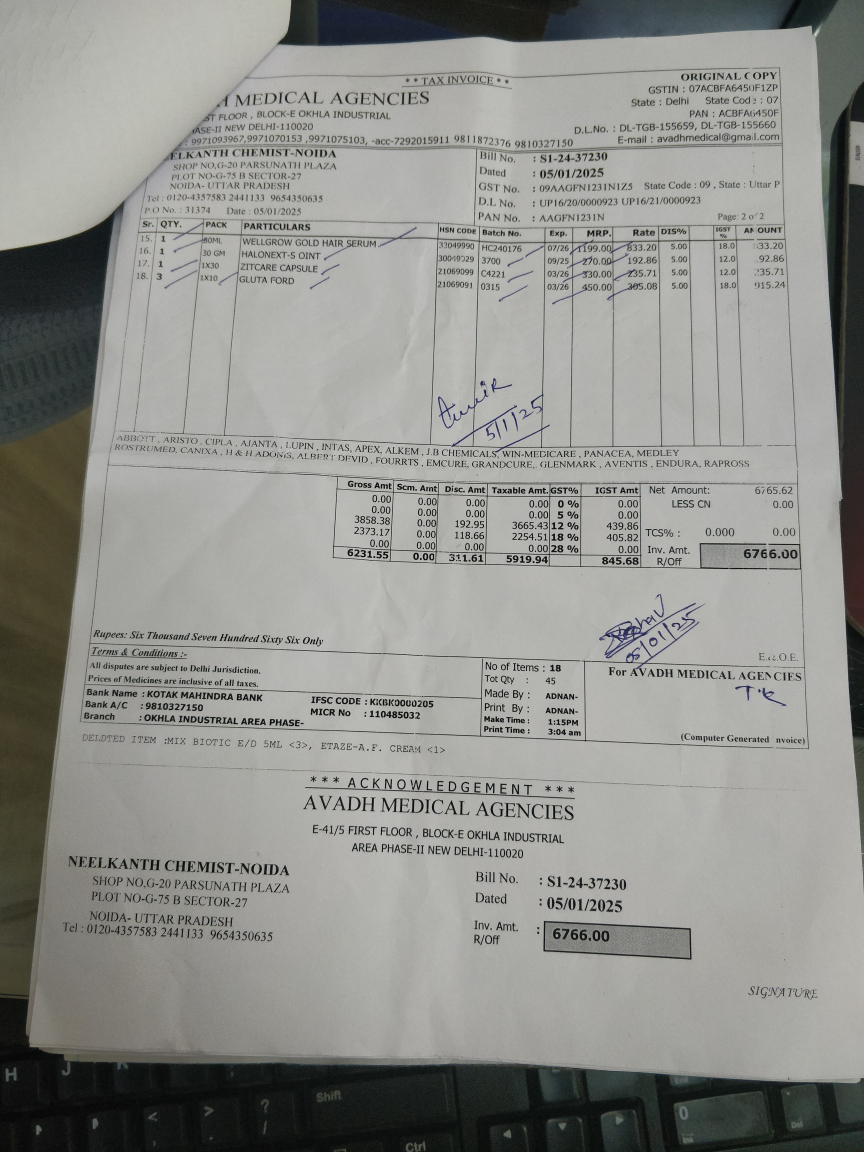 ** TAX INVOICE **
ORIGINAL COPY
GSTIN : 07ACBFA6450F1ZP
H MEDICAL AGENCIES
State : Delhi State Code : 07
PAN : ACBFA6450F
ST FLOOR , BLOCK-E OKHLA INDUSTRIAL
D.L.No. : DL-TGB-155659, DL-TGB-155660
ASE-II NEW DELHI-110020
E-mail : avadhmedical@gmail.com
: 9971093967,9971070153 ,9971075103, -acc-7292015911 9811872376 9810327150
ELKANTH CHEMIST-NOIDA
SHOP NO,G-20 PARSUNATH PLAZA
PLOT NO-G-75 B SECTOR-27
NOIDA- UTTAR PRADESH
Tel : 0120-4357583 2441133 9654350635
P.O No. : 31374 Date : 05/01/2025
Bill No. : S1-24-37230
Dated : 05/01/2025
GST No. : 09AAGFN1231N1Z5 State Code : 09 , State : Uttar P
D.L No. : UP16/20/0000923 UP16/21/0000923
PAN No. : AAGFN1231N
Page: 2 of 2
Sr. QTY. PACK PARTICULARS HSN CODE Batch No. Exp. MRP. Rate DIS% IGST % AMOUNT
15. 1 50ML WELLGROW GOLD HAIR SERUM 33049990 HC240176 07/26 1199.00 833.20 5.00 18.0 833.20
16. 1 30 GM HALONEXT-S OINT 30049029 3700 09/25 270.00 192.86 5.00 12.0 92.86
17. 1 1X30 ZITCARE CAPSULE 21069099 C4221 03/26 330.00 235.71 5.00 12.0 235.71
18. 3 1X10 GLUTA FORD 21069091 0315 03/26 450.00 305.08 5.00 18.0 915.24
5/1/25
ABBOTT , ARISTO , CIPLA , AJANTA , LUPIN , INTAS, APEX, ALKEM , J.B CHEMICALS, WIN-MEDICARE , PANACEA, MEDLEY
ROSTRUMED, CANIXA , H & H ADONIS, ALBERT DEVID , FOURRTS , EMCURE, GRANDCURE,. GLENMARK , AVENTIS , ENDURA, RAPROSS
Gross Amt Scm. Amt Disc. Amt Taxable Amt. GST% IGST Amt
0.00 0.00 0.00 0.00 0 % 0.00
0.00 0.00 0.00 0.00 5 % 0.00
3858.38 0.00 192.95 3665.43 12 % 439.86
2373.17 0.00 118.66 2254.51 18 % 405.82
0.00 0.00 0.00 0.00 28 % 0.00
6231.55 0.00 311.61 5919.94 845.68
Net Amount: 6765.62
LESS CN 0.00
TCS% : 0.000 0.00
Inv. Amt. 6766.00
R/Off
05/01/25
Rupees: Six Thousand Seven Hundred Sixty Six Only
E.& O.E.
Terms & Conditions :-
All disputes are subject to Delhi Jurisdiction.
Prices of Medicines are inclusive of all taxes.
Bank Name : KOTAK MAHINDRA BANK IFSC CODE : KKBK0000205
Bank A/C : 9810327150 MICR No : 110485032
Branch : OKHLA INDUSTRIAL AREA PHASE-
No of Items : 18
Tot Qty : 45
Made By : ADNAN-
Print By : ADNAN-
Make Time : 1:15PM
Print Time : 3:04 am
For AVADH MEDICAL AGENCIES
(Computer Generated Invoice)
DELDTED ITEM :MIX BIOTIC E/D 5ML <3>, ETAZE-A.F. CREAM <1>
*** ACKNOWLEDGEMENT ***
AVADH MEDICAL AGENCIES
E-41/5 FIRST FLOOR , BLOCK-E OKHLA INDUSTRIAL
AREA PHASE-II NEW DELHI-110020
NEELKANTH CHEMIST-NOIDA
SHOP NO,G-20 PARSUNATH PLAZA
PLOT NO-G-75 B SECTOR-27
NOIDA- UTTAR PRADESH
Tel : 0120-4357583 2441133 9654350635
Bill No. : S1-24-37230
Dated : 05/01/2025
Inv. Amt. : 6766.00
R/Off
SIGNATURE
H J
Shift
< > ? /
0
Ctrl